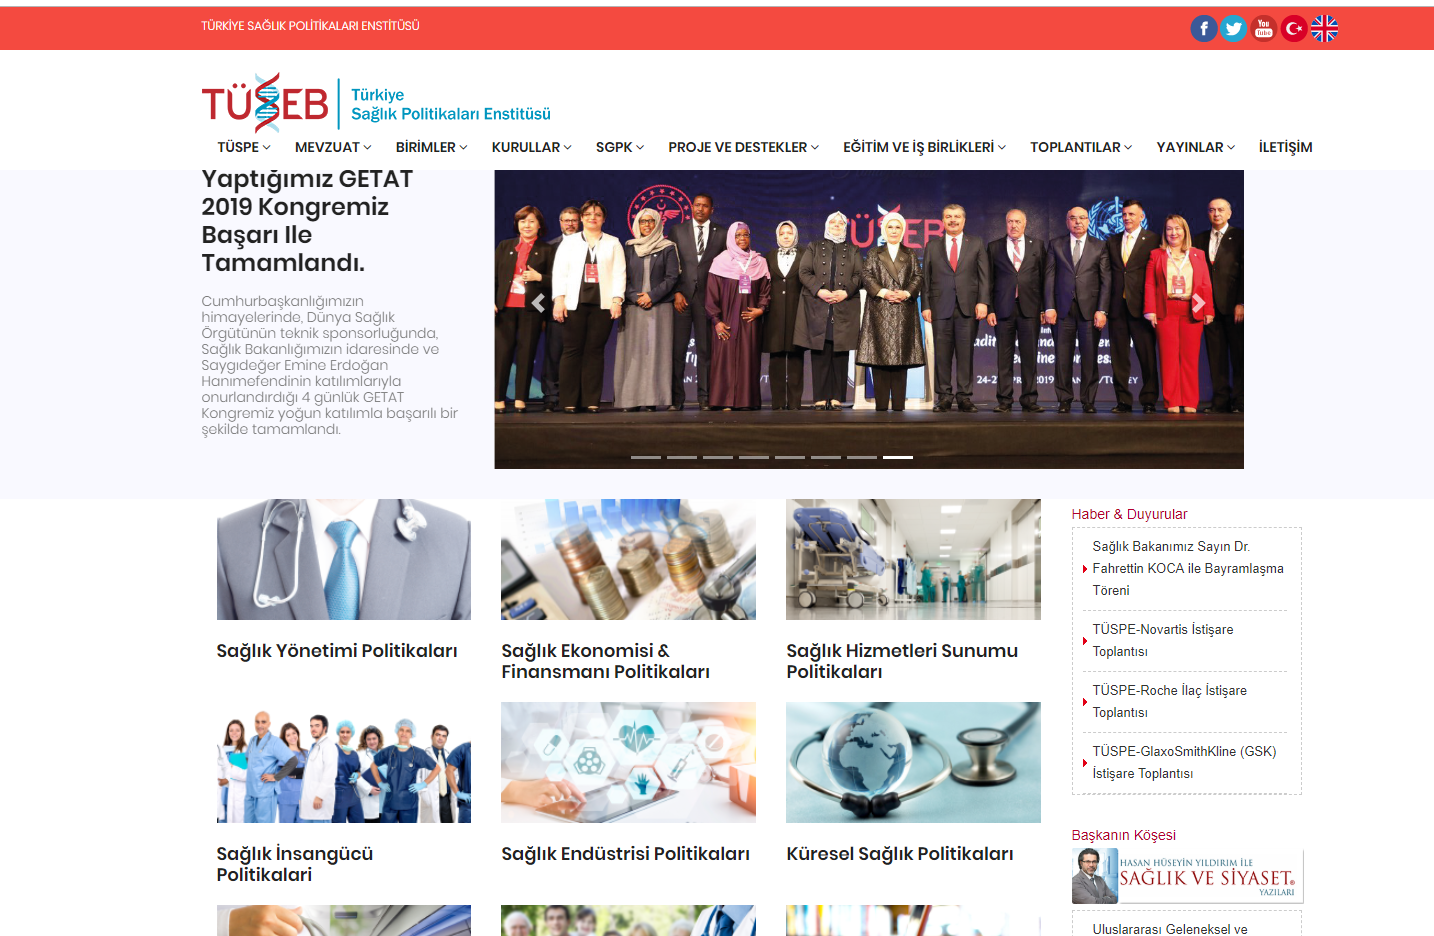 TÜRKİYE SAĞLIK POLİTİKALARI ENSTİTÜSÜ
You
Tube
TÜSEB
Türkiye
Sağlık Politikaları Enstitüsü
TÜSPE MEVZUAT BİRİMLER KURULLAR SGPK PROJE VE DESTEKLER EĞİTİM VE İŞ BİRLİKLERİ TOPLANTILAR YAYINLAR İLETİŞİM
Yaptığımız GETAT
2019 Kongremiz
Başarı Ile
Tamamlandı.
Cumhurbaşkanlığımızın
himayelerinde, Dünya Sağlık
Örgütünün teknik sponsorluğunda,
Sağlık Bakanlığımızın idaresinde ve
Saygıdeğer Emine Erdoğan
Hanımefendinin katılımlarıyla
onurlandırdığı 4 günlük GETAT
Kongremiz yoğun katılımla başarılı bir
şekilde tamamlandı.
TÜSEB
24-2
2019
Sağlık Yönetimi Politikaları
Sağlık Ekonomisi &
Finansmanı Politikaları
Sağlık Hizmetleri Sunumu
Politikaları
Sağlık İnsangücü
Politikalari
Sağlık Endüstrisi Politikaları
Küresel Sağlık Politikaları
Haber & Duyurular
Sağlık Bakanımız Sayın Dr.
Fahrettin KOCA ile Bayramlaşma
Töreni
TÜSPE-Novartis İstişare
Toplantısı
TÜSPE-Roche İlaç İstişare
Toplantısı
TÜSPE-GlaxoSmithKline (GSK)
İstişare Toplantısı
Başkanın Köşesi
HASAN HÜSEYİN YILDIRIM İLE
SAĞLIK VE SİYASET®
YAZILARI
Uluslararası Geleneksel ve